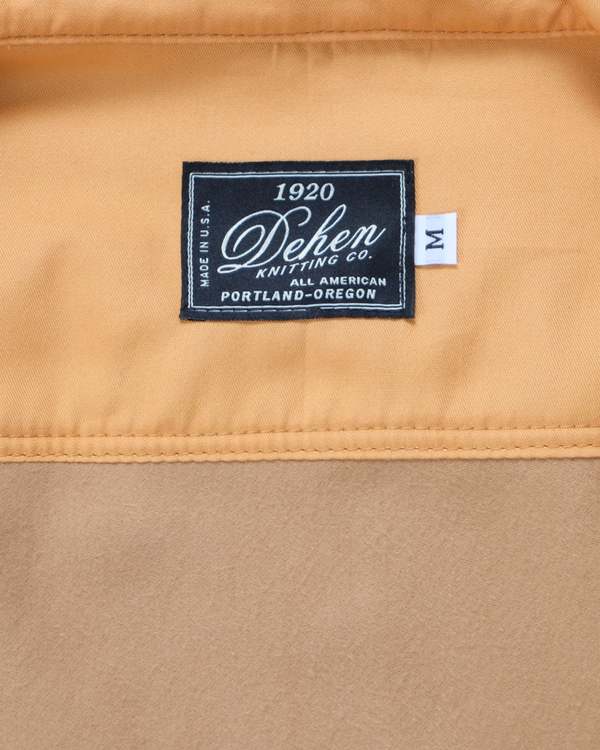 1920
MADE IN U.S.A.
Dehen
KNITTING CO.
ALL AMERICAN
PORTLAND-OREGON
M